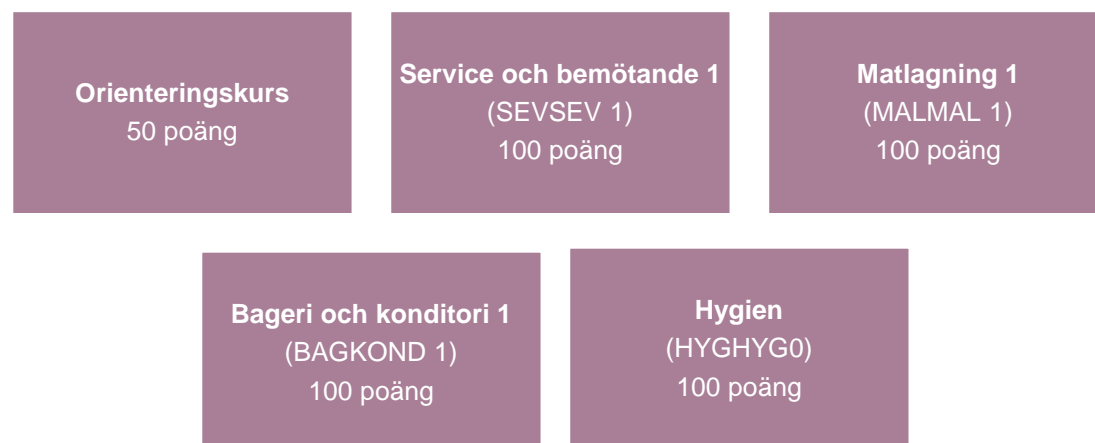 Orienteringskurs
50 poäng
Service och bemötande 1
(SEVSEV 1)
100 poäng
Matlagning 1
(MALMAL 1)
100 poäng
Bageri och konditori 1
(BAGKOND 1)
100 poäng
Hygien
(HYGHYG0)
100 poäng